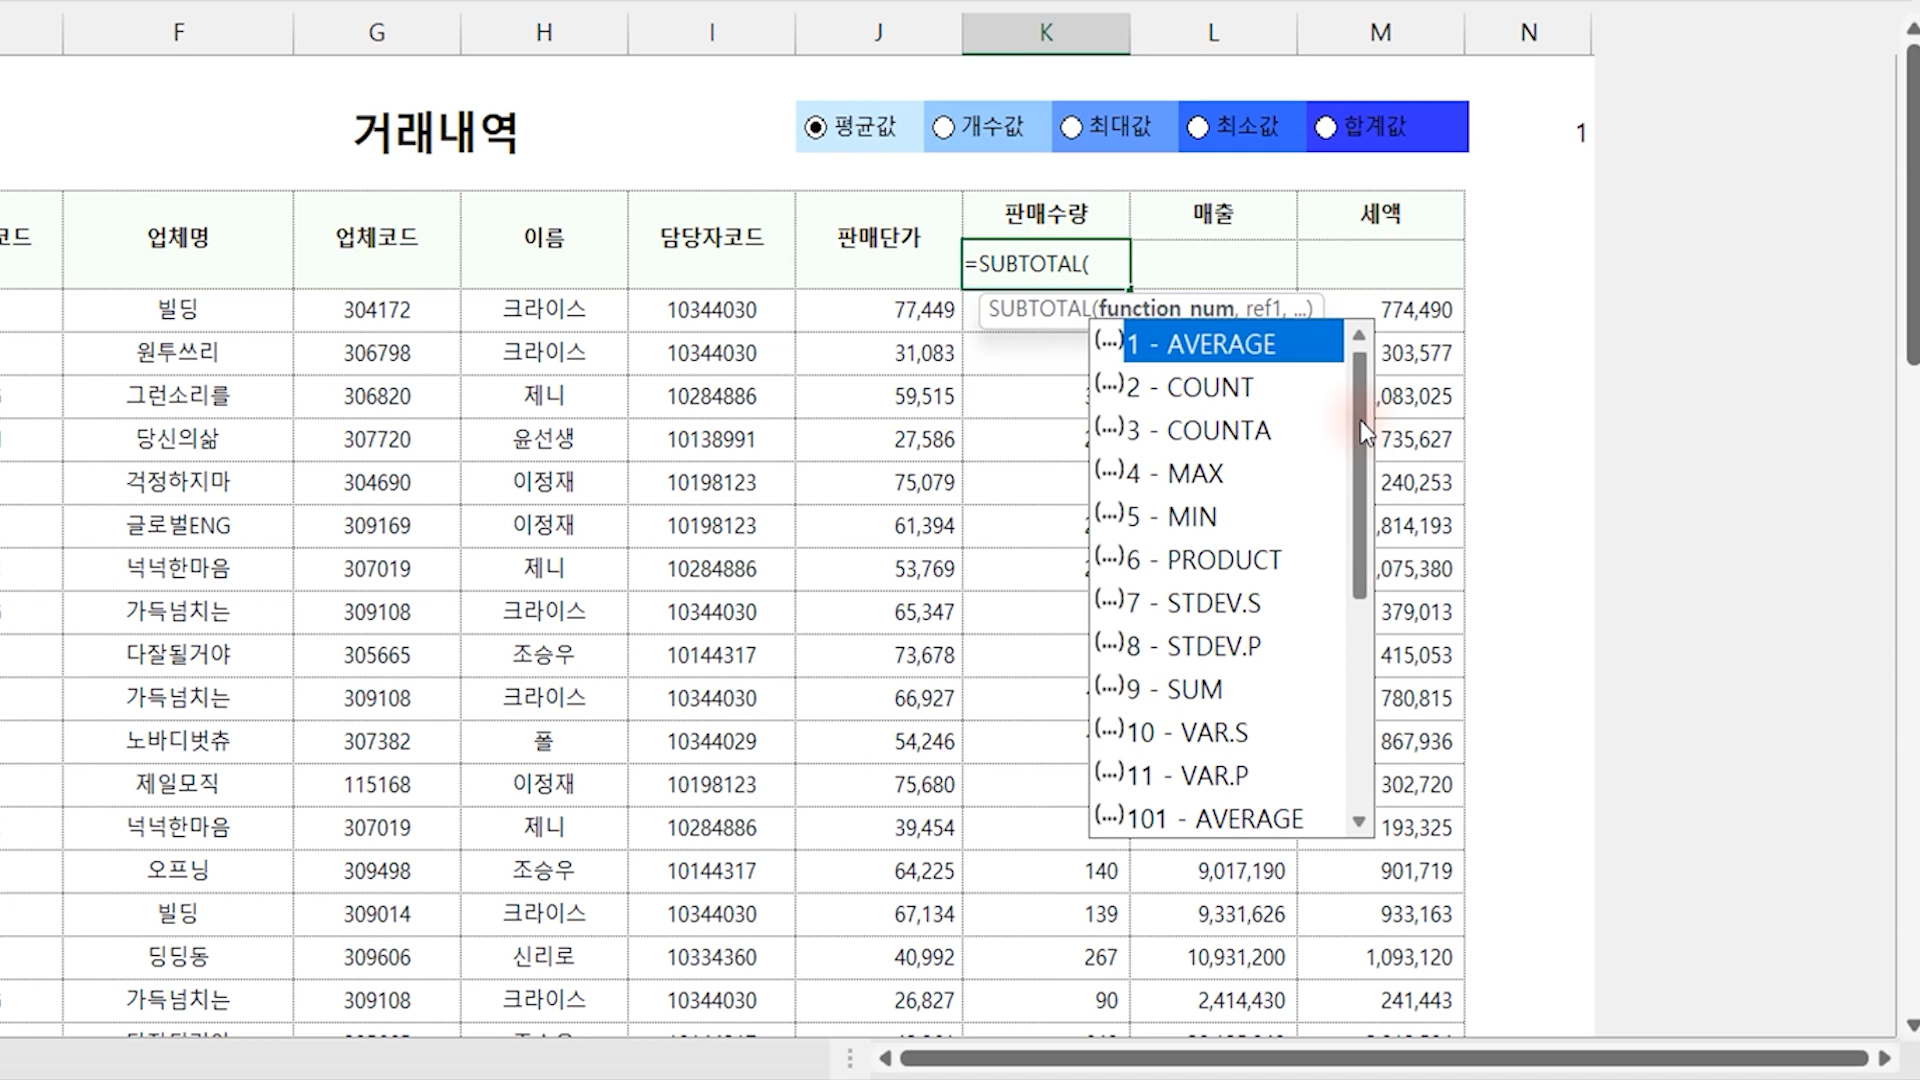 F G H I J K L M N
거래내역 평균값 개수값 최대값 최소값 합계값 1
코드 업체명 업체코드 이름 담당자코드 판매단가 판매수량 매출 세액
=SUBTOTAL(
SUBTOTAL(function_num, ref1, ...)
빌딩 304172 크라이스 10344030 77,449 774,490
원투쓰리 306798 크라이스 10344030 31,083 303,577
그런소리를 306820 제니 10284886 59,515 ,083,025
당신의삶 307720 윤선생 10138991 27,586 735,627
걱정하지마 304690 이정재 10198123 75,079 240,253
글로벌ENG 309169 이정재 10198123 61,394 ,814,193
넉넉한마음 307019 제니 10284886 53,769 ,075,380
가득넘치는 309108 크라이스 10344030 65,347 379,013
다잘될거야 305665 조승우 10144317 73,678 415,053
가득넘치는 309108 크라이스 10344030 66,927 780,815
노바디벗츄 307382 폴 10344029 54,246 867,936
제일모직 115168 이정재 10198123 75,680 302,720
넉넉한마음 307019 제니 10284886 39,454 193,325
오프닝 309498 조승우 10144317 64,225 140 9,017,190 901,719
빌딩 309014 크라이스 10344030 67,134 139 9,331,626 933,163
딩딩동 309606 신리로 10334360 40,992 267 10,931,200 1,093,120
가득넘치는 309108 크라이스 10344030 26,827 90 2,414,430 241,443
(...)1 - AVERAGE
(...)2 - COUNT
(...)3 - COUNTA
(...)4 - MAX
(...)5 - MIN
(...)6 - PRODUCT
(...)7 - STDEV.S
(...)8 - STDEV.P
(...)9 - SUM
(...)10 - VAR.S
(...)11 - VAR.P
(...)101 - AVERAGE